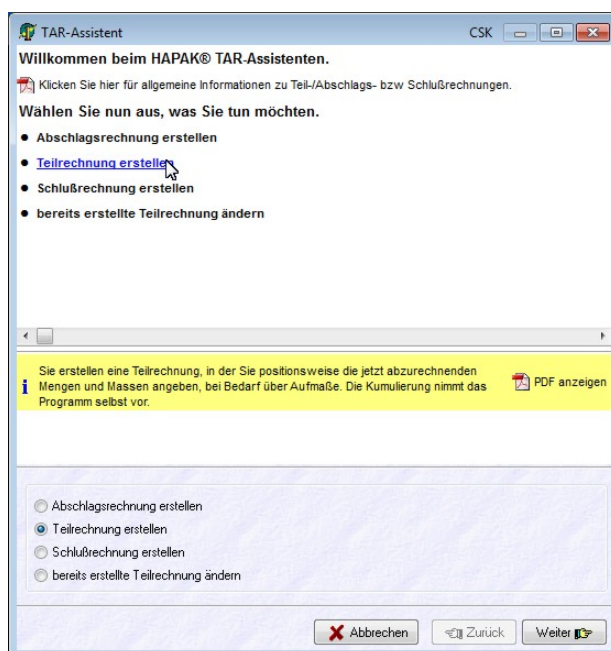 TAR-Assistent CSK
Willkommen beim HAPAK® TAR-Assistenten.
Klicken Sie hier für allgemeine Informationen zu Teil-/Abschlags- bzw Schlußrechnungen.
Wählen Sie nun aus, was Sie tun möchten.
• Abschlagsrechnung erstellen
• Teilrechnung erstellen
• Schlußrechnung erstellen
• bereits erstellte Teilrechnung ändern
Sie erstellen eine Teilrechnung, in der Sie positionsweise die jetzt abzurechnenden
Mengen und Massen angeben, bei Bedarf über Aufmaße. Die Kumulierung nimmt das
Programm selbst vor.
PDF anzeigen
Abschlagsrechnung erstellen
Teilrechnung erstellen
Schlußrechnung erstellen
bereits erstellte Teilrechnung ändern
Abbrechen Zurück Weiter